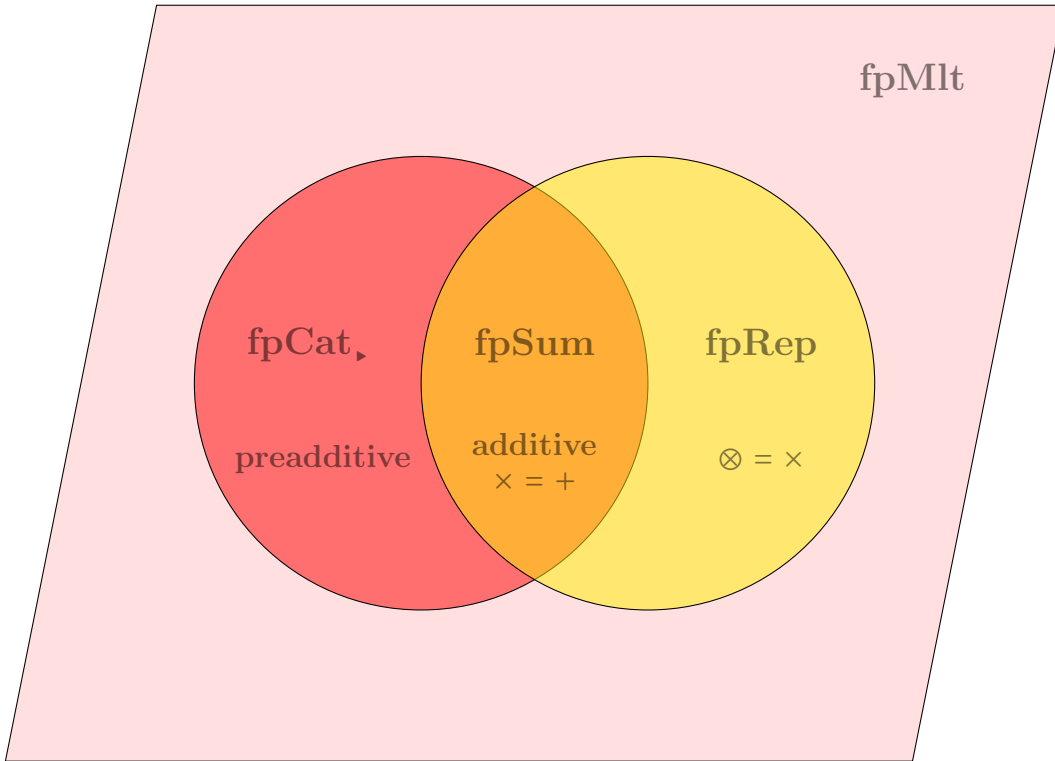 fpMlt
fpCat▸ fpSum fpRep
preadditive additive ⊗ = ×
× = +